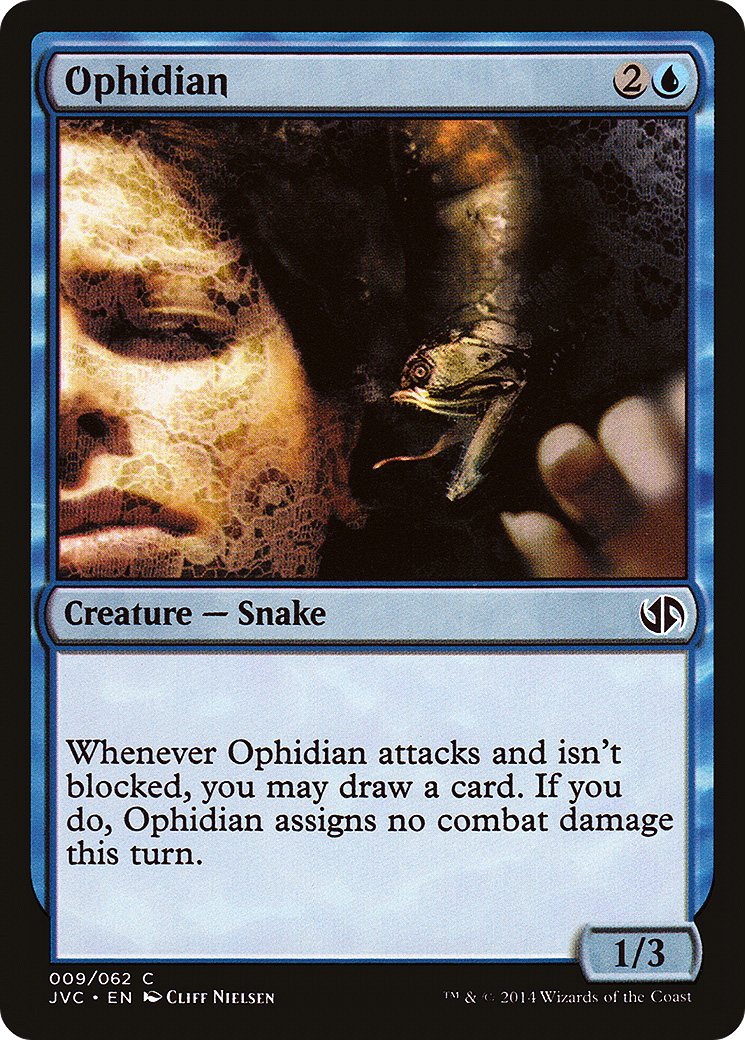 Ophidian 2
Creature — Snake
Whenever Ophidian attacks and isn't
blocked, you may draw a card. If you
do, Ophidian assigns no combat damage
this turn.
1/3
009/062 C
JVC • EN Cliff Nielsen
™ & © 2014 Wizards of the Coast